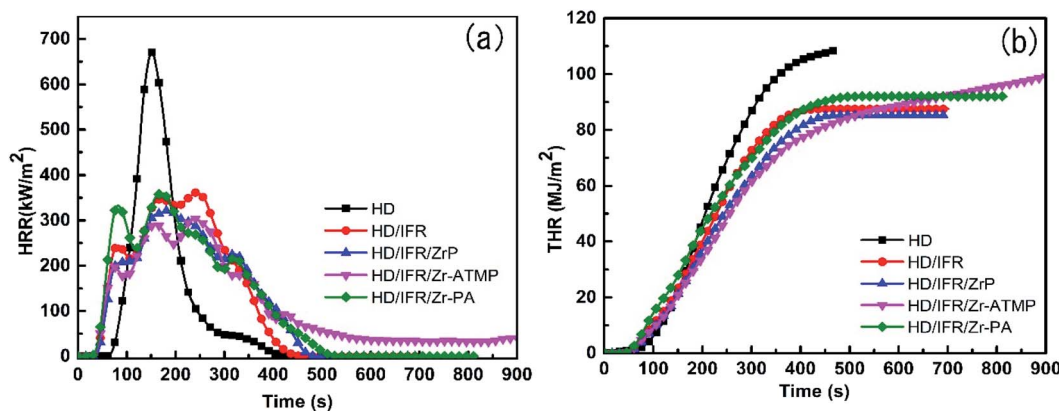 (a)
HRR(kW/m²)
700
600
500
400
300
200
100
0
HD
HD/IFR
HD/IFR/ZrP
HD/IFR/Zr-ATMP
HD/IFR/Zr-PA
0 100 200 300 400 500 600 700 800 900
Time (s)
(b)
THR (MJ/m²)
120
100
80
60
40
20
0
HD
HD/IFR
HD/IFR/ZrP
HD/IFR/Zr-ATMP
HD/IFR/Zr-PA
0 100 200 300 400 500 600 700 800 900
Time (s)